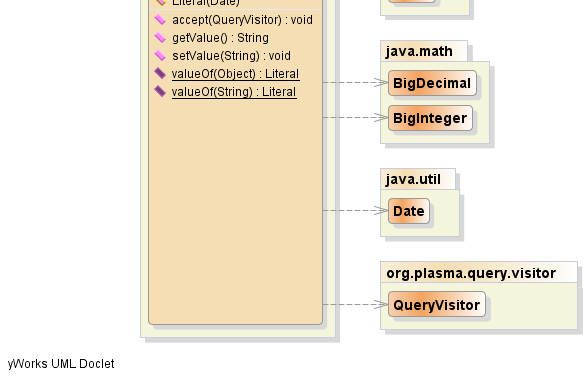 Literal(Date)
accept(QueryVisitor) : void
getValue() : String
setValue(String) : void
valueOf(Object) : Literal
valueOf(String) : Literal
java.math
BigDecimal
BigInteger
java.util
Date
org.plasma.query.visitor
QueryVisitor
yWorks UML Doclet